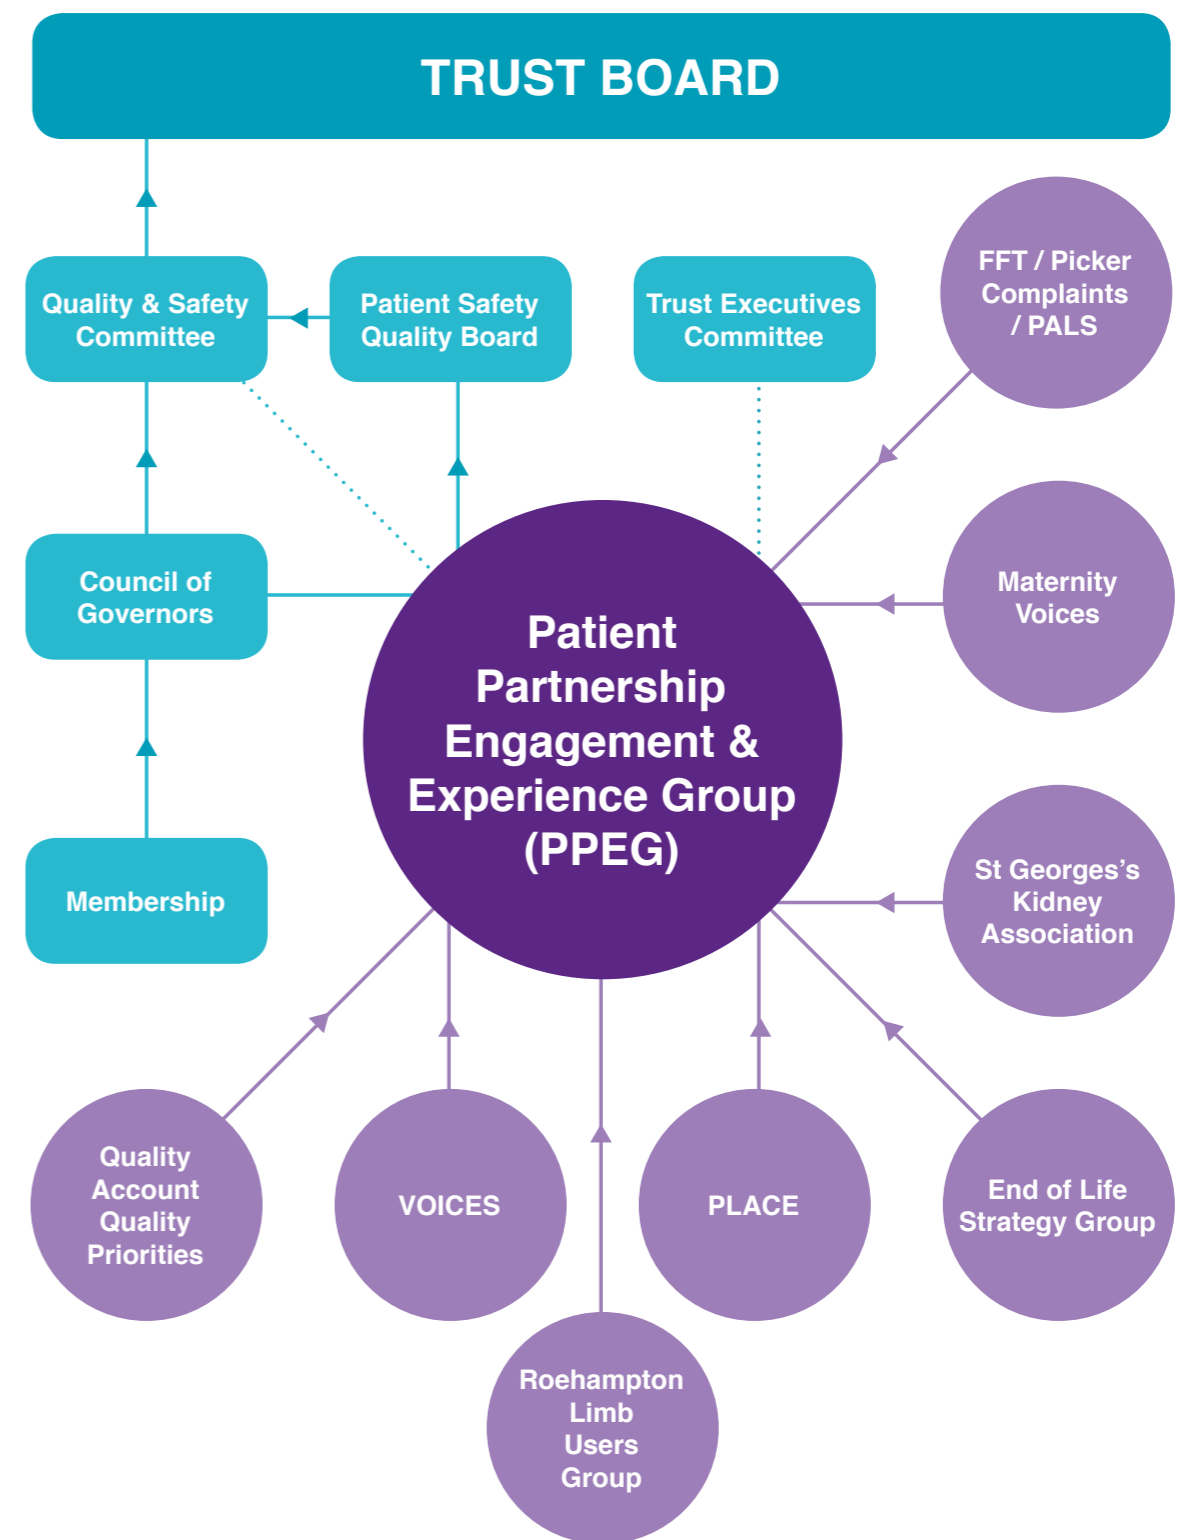 TRUST BOARD
Quality & Safety
Committee
Patient Safety
Quality Board
Trust Executives
Committee
FFT / Picker
Complaints
/ PALS
Council of
Governors
Maternity
Voices
Patient
Partnership
Engagement &
Experience Group
(PPEG)
Membership
St Georges's
Kidney
Association
Quality
Account
Quality
Priorities
VOICES
PLACE
End of Life
Strategy Group
Roehampton
Limb
Users
Group